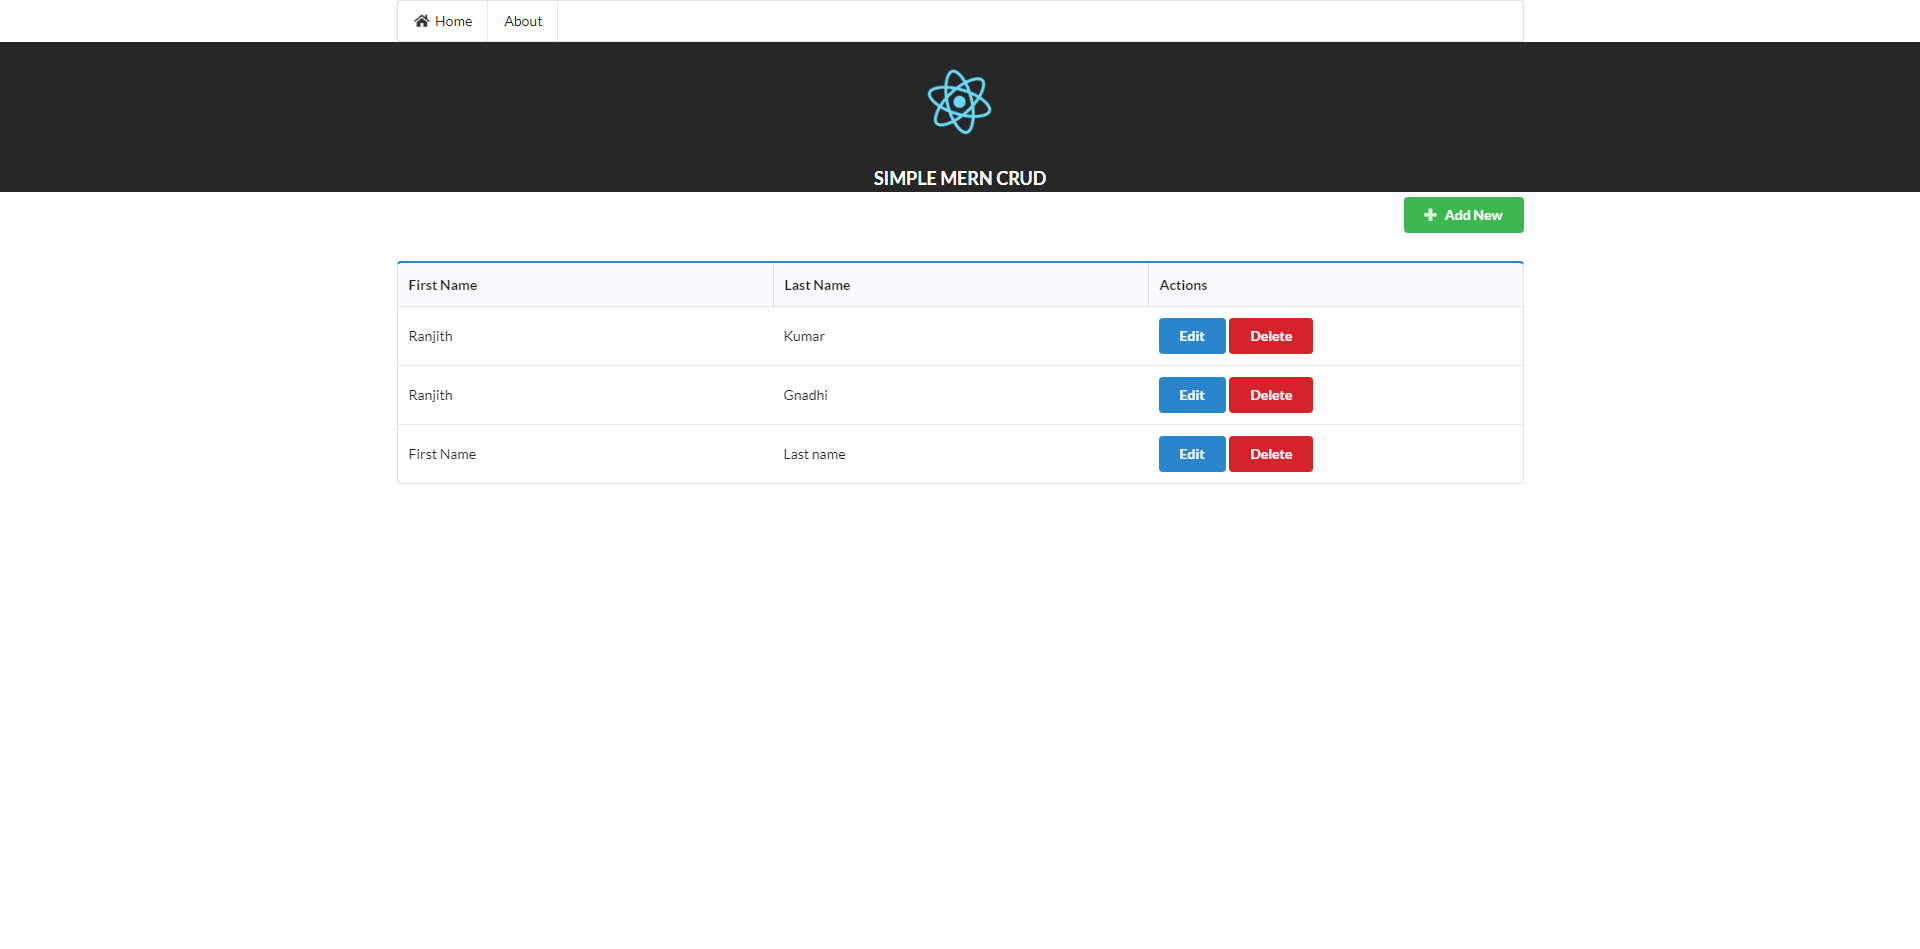 Home About
SIMPLE MERN CRUD
Add New
First Name Last Name Actions
Ranjith Kumar Edit Delete
Ranjith Gnadhi Edit Delete
First Name Last name Edit Delete